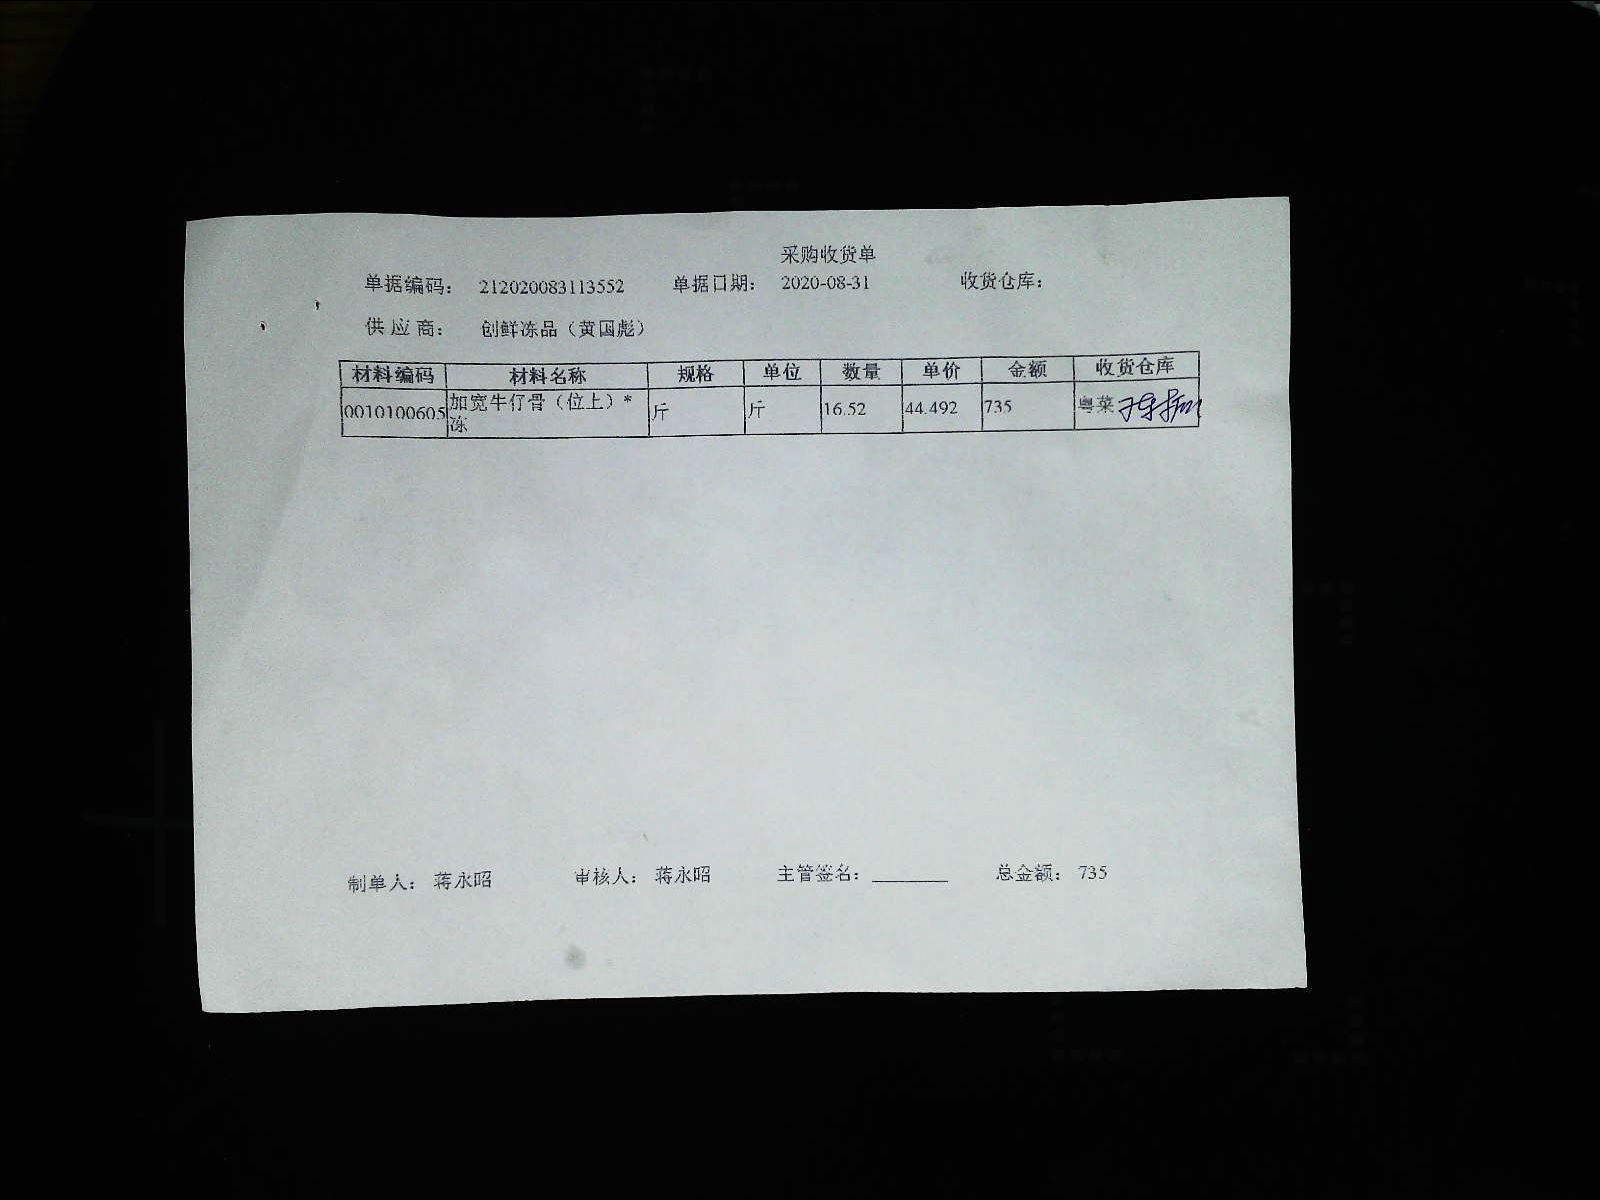 采购收货单
单据编码： 212020083113552 单据日期： 2020-08-31 收货仓库：
供 应 商： 创鲜冻品（黄国彪）
材料编码 材料名称 规格 单位 数量 单价 金额 收货仓库
0010100605 加宽牛仔骨（位上）* 斤 斤 16.52 44.492 735 粤菜
冻
制单人： 蒋永昭 审核人： 蒋永昭 主管签名： 总金额： 735